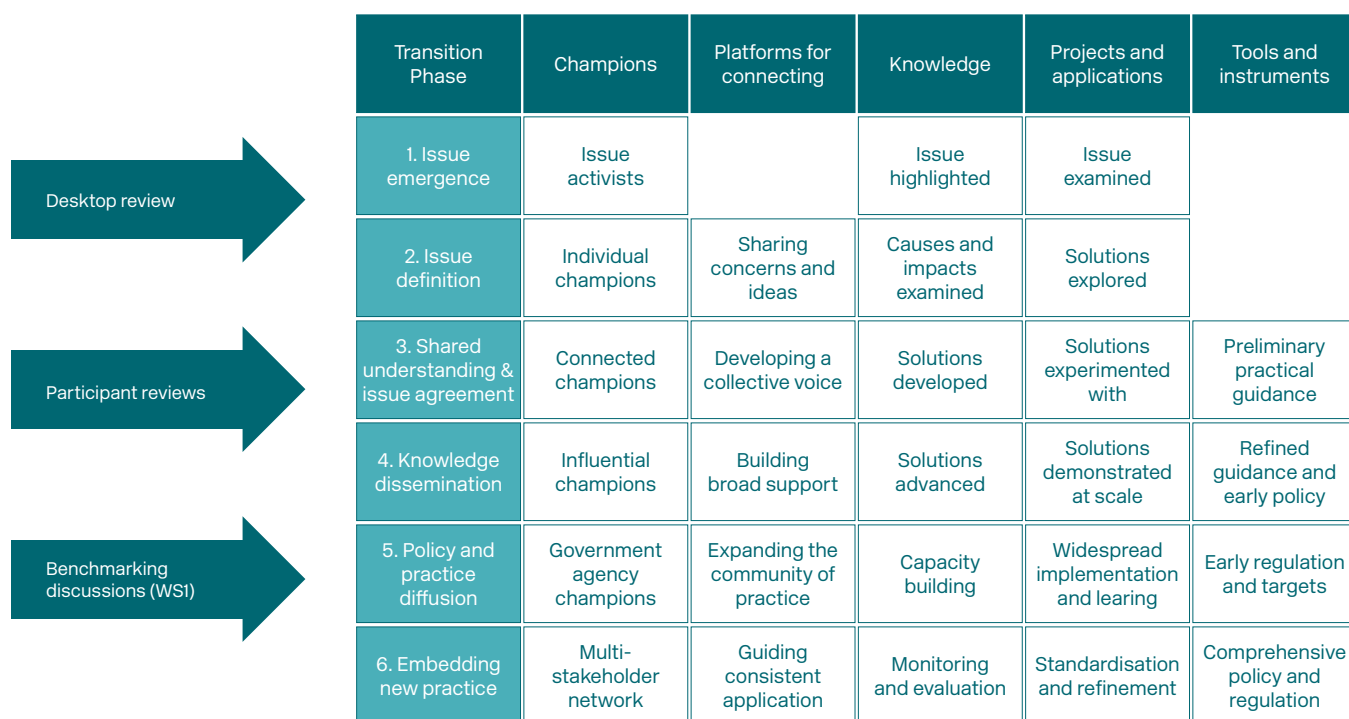 Transition
Phase
Champions
Platforms for
connecting
Knowledge
Projects and
applications
Tools and
instruments
Desktop review
1. Issue
emergence
Issue
activists
Issue
highlighted
Issue
examined
2. Issue
definition
Individual
champions
Sharing
concerns and
ideas
Causes and
impacts
examined
Solutions
explored
Participant reviews
3. Shared
understanding &
issue agreement
Connected
champions
Developing a
collective voice
Solutions
developed
Solutions
experimented
with
Preliminary
practical
guidance
4. Knowledge
dissemination
Influential
champions
Building
broad support
Solutions
advanced
Solutions
demonstrated
at scale
Refined
guidance and
early policy
Benchmarking
discussions (WS1)
5. Policy and
practice
diffusion
Government
agency
champions
Expanding the
community of
practice
Capacity
building
Widespread
implementation
and learing
Early regulation
and targets
6. Embedding
new practice
Multi-
stakeholder
network
Guiding
consistent
application
Monitoring
and evaluation
Standardisation
and refinement
Comprehensive
policy and
regulation